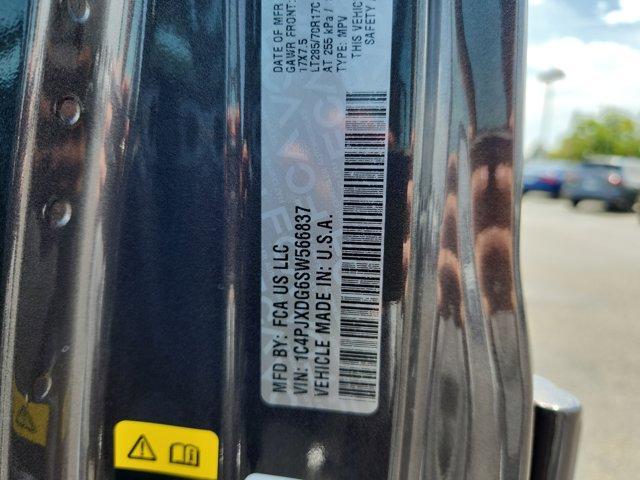 MFD BY: FCA US LLC
VIN: 1C4PJXDG6SW566837
VEHICLE MADE IN: U.S.A.
DATE OF MFR
GAWR FRONT:
17X7.5
LT285/70R17C
AT 255 kPa /
TYPE: MPV
THIS VEHIC
SAFETY,